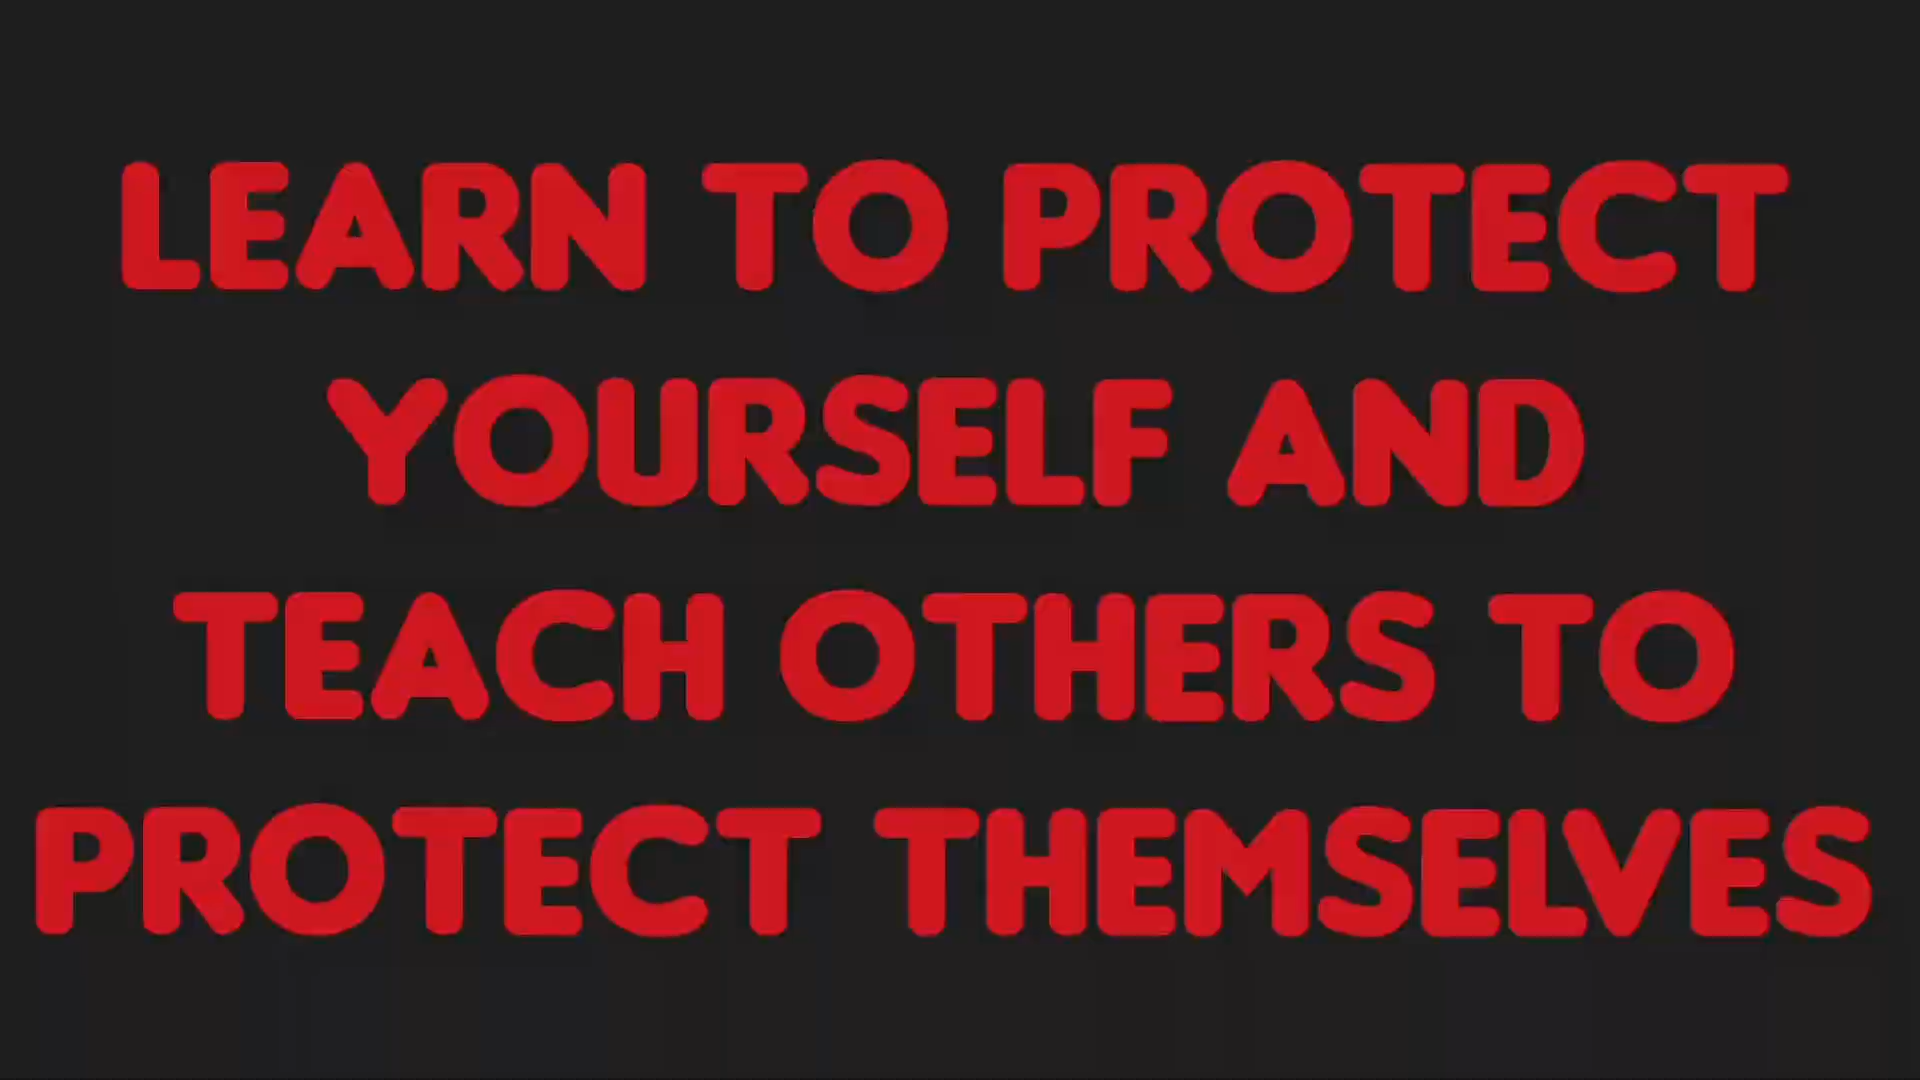 LEARN TO PROTECT
YOURSELF AND
TEACH OTHERS TO
PROTECT THEMSELVES